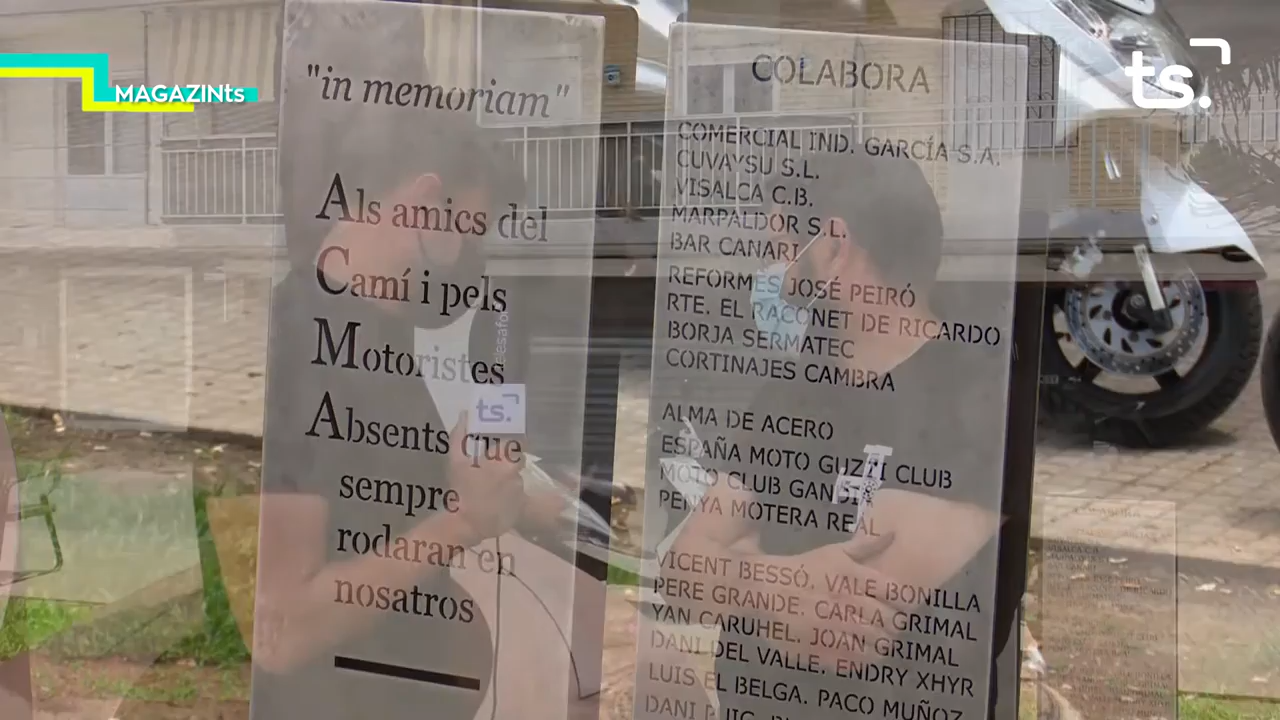 MAGAZINts
ts.
"in memoriam"
Als amics del
Camí i pels
Motoristes
Absents que
sempre
rodaran en
nosatros
ts.
COLABORA
COMERCIAL IND. GARCÍA S.A.
CUVAYSU S.L.
VISALCA C.B.
MARPALDOR S.L.
BAR CANARI
REFORMES JOSÉ PEIRÓ
RTE. EL RACONET DE RICARDO
BORJA SERMATEC
CORTINAJES CAMBRA
ALMA DE ACERO
ESPAÑA MOTO GUZZI CLUB
MOTO CLUB GANDIA
PENYA MOTERA REAL
VICENT BESSÓ. VALE BONILLA
PERE GRANDE. CARLA GRIMAL
YAN CARUHEL. JOAN GRIMAL
DANI DEL VALLE. ENDRY XHYR
LUIS EL BELGA. PACO MUÑOZ
DANI